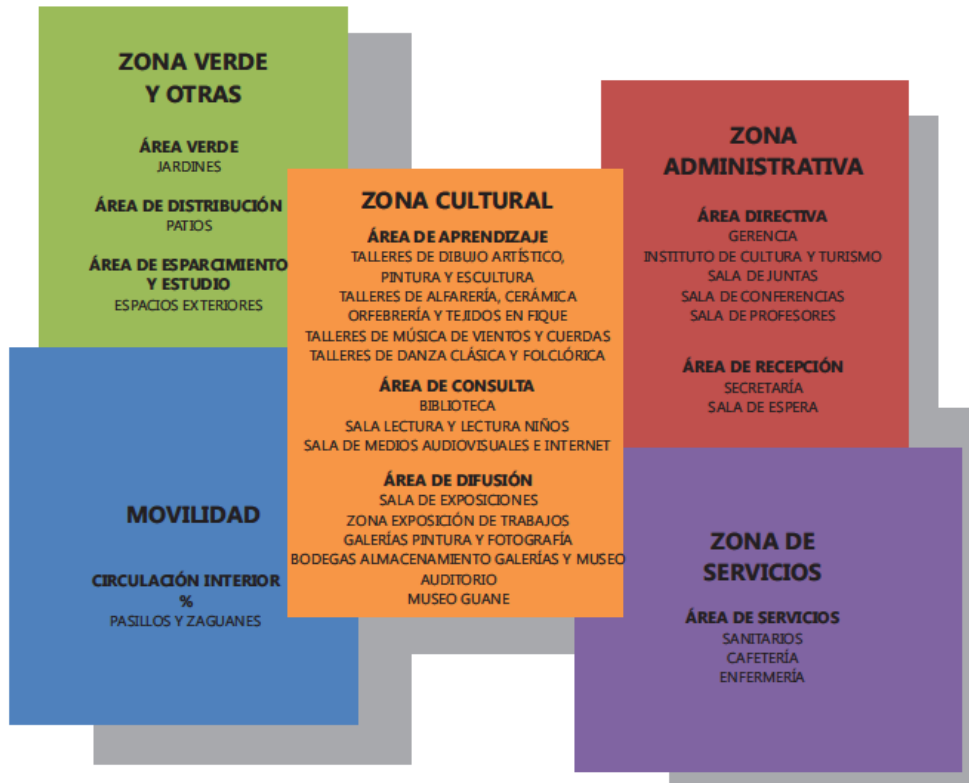 ZONA VERDE
Y OTRAS
ÁREA VERDE
JARDINES
ÁREA DE DISTRIBUCIÓN
PATIOS
ÁREA DE ESPARCIMIENTO
Y ESTUDIO
ESPACIOS EXTERIORES
MOVILIDAD
CIRCULACIÓN INTERIOR
%
PASILLOS Y ZAGUANES
ZONA CULTURAL
ÁREA DE APRENDIZAJE
TALLERES DE DIBUJO ARTÍSTICO,
PINTURA Y ESCULTURA
TALLERES DE ALFARERÍA, CERÁMICA
ORFEBRERÍA Y TEJIDOS EN FIQUE
TALLERES DE MÚSICA DE VIENTOS Y CUERDAS
TALLERES DE DANZA CLÁSICA Y FOLCLÓRICA
ÁREA DE CONSULTA
BIBLIOTECA
SALA LECTURA Y LECTURA NIÑOS
SALA DE MEDIOS AUDIOVISUALES E INTERNET
ÁREA DE DIFUSIÓN
SALA DE EXPOSICIONES
ZONA EXPOSICIÓN DE TRABAJOS
GALERÍAS PINTURA Y FOTOGRAFÍA
BODEGAS ALMACENAMIENTO GALERÍAS Y MUSEO
AUDITORIO
MUSEO GUANE
ZONA
ADMINISTRATIVA
ÁREA DIRECTIVA
GERENCIA
INSTITUTO DE CULTURA Y TURISMO
SALA DE JUNTAS
SALA DE CONFERENCIAS
SALA DE PROFESORES
ÁREA DE RECEPCIÓN
SECRETARÍA
SALA DE ESPERA
ZONA DE
SERVICIOS
ÁREA DE SERVICIOS
SANITARIOS
CAFETERÍA
ENFERMERÍA